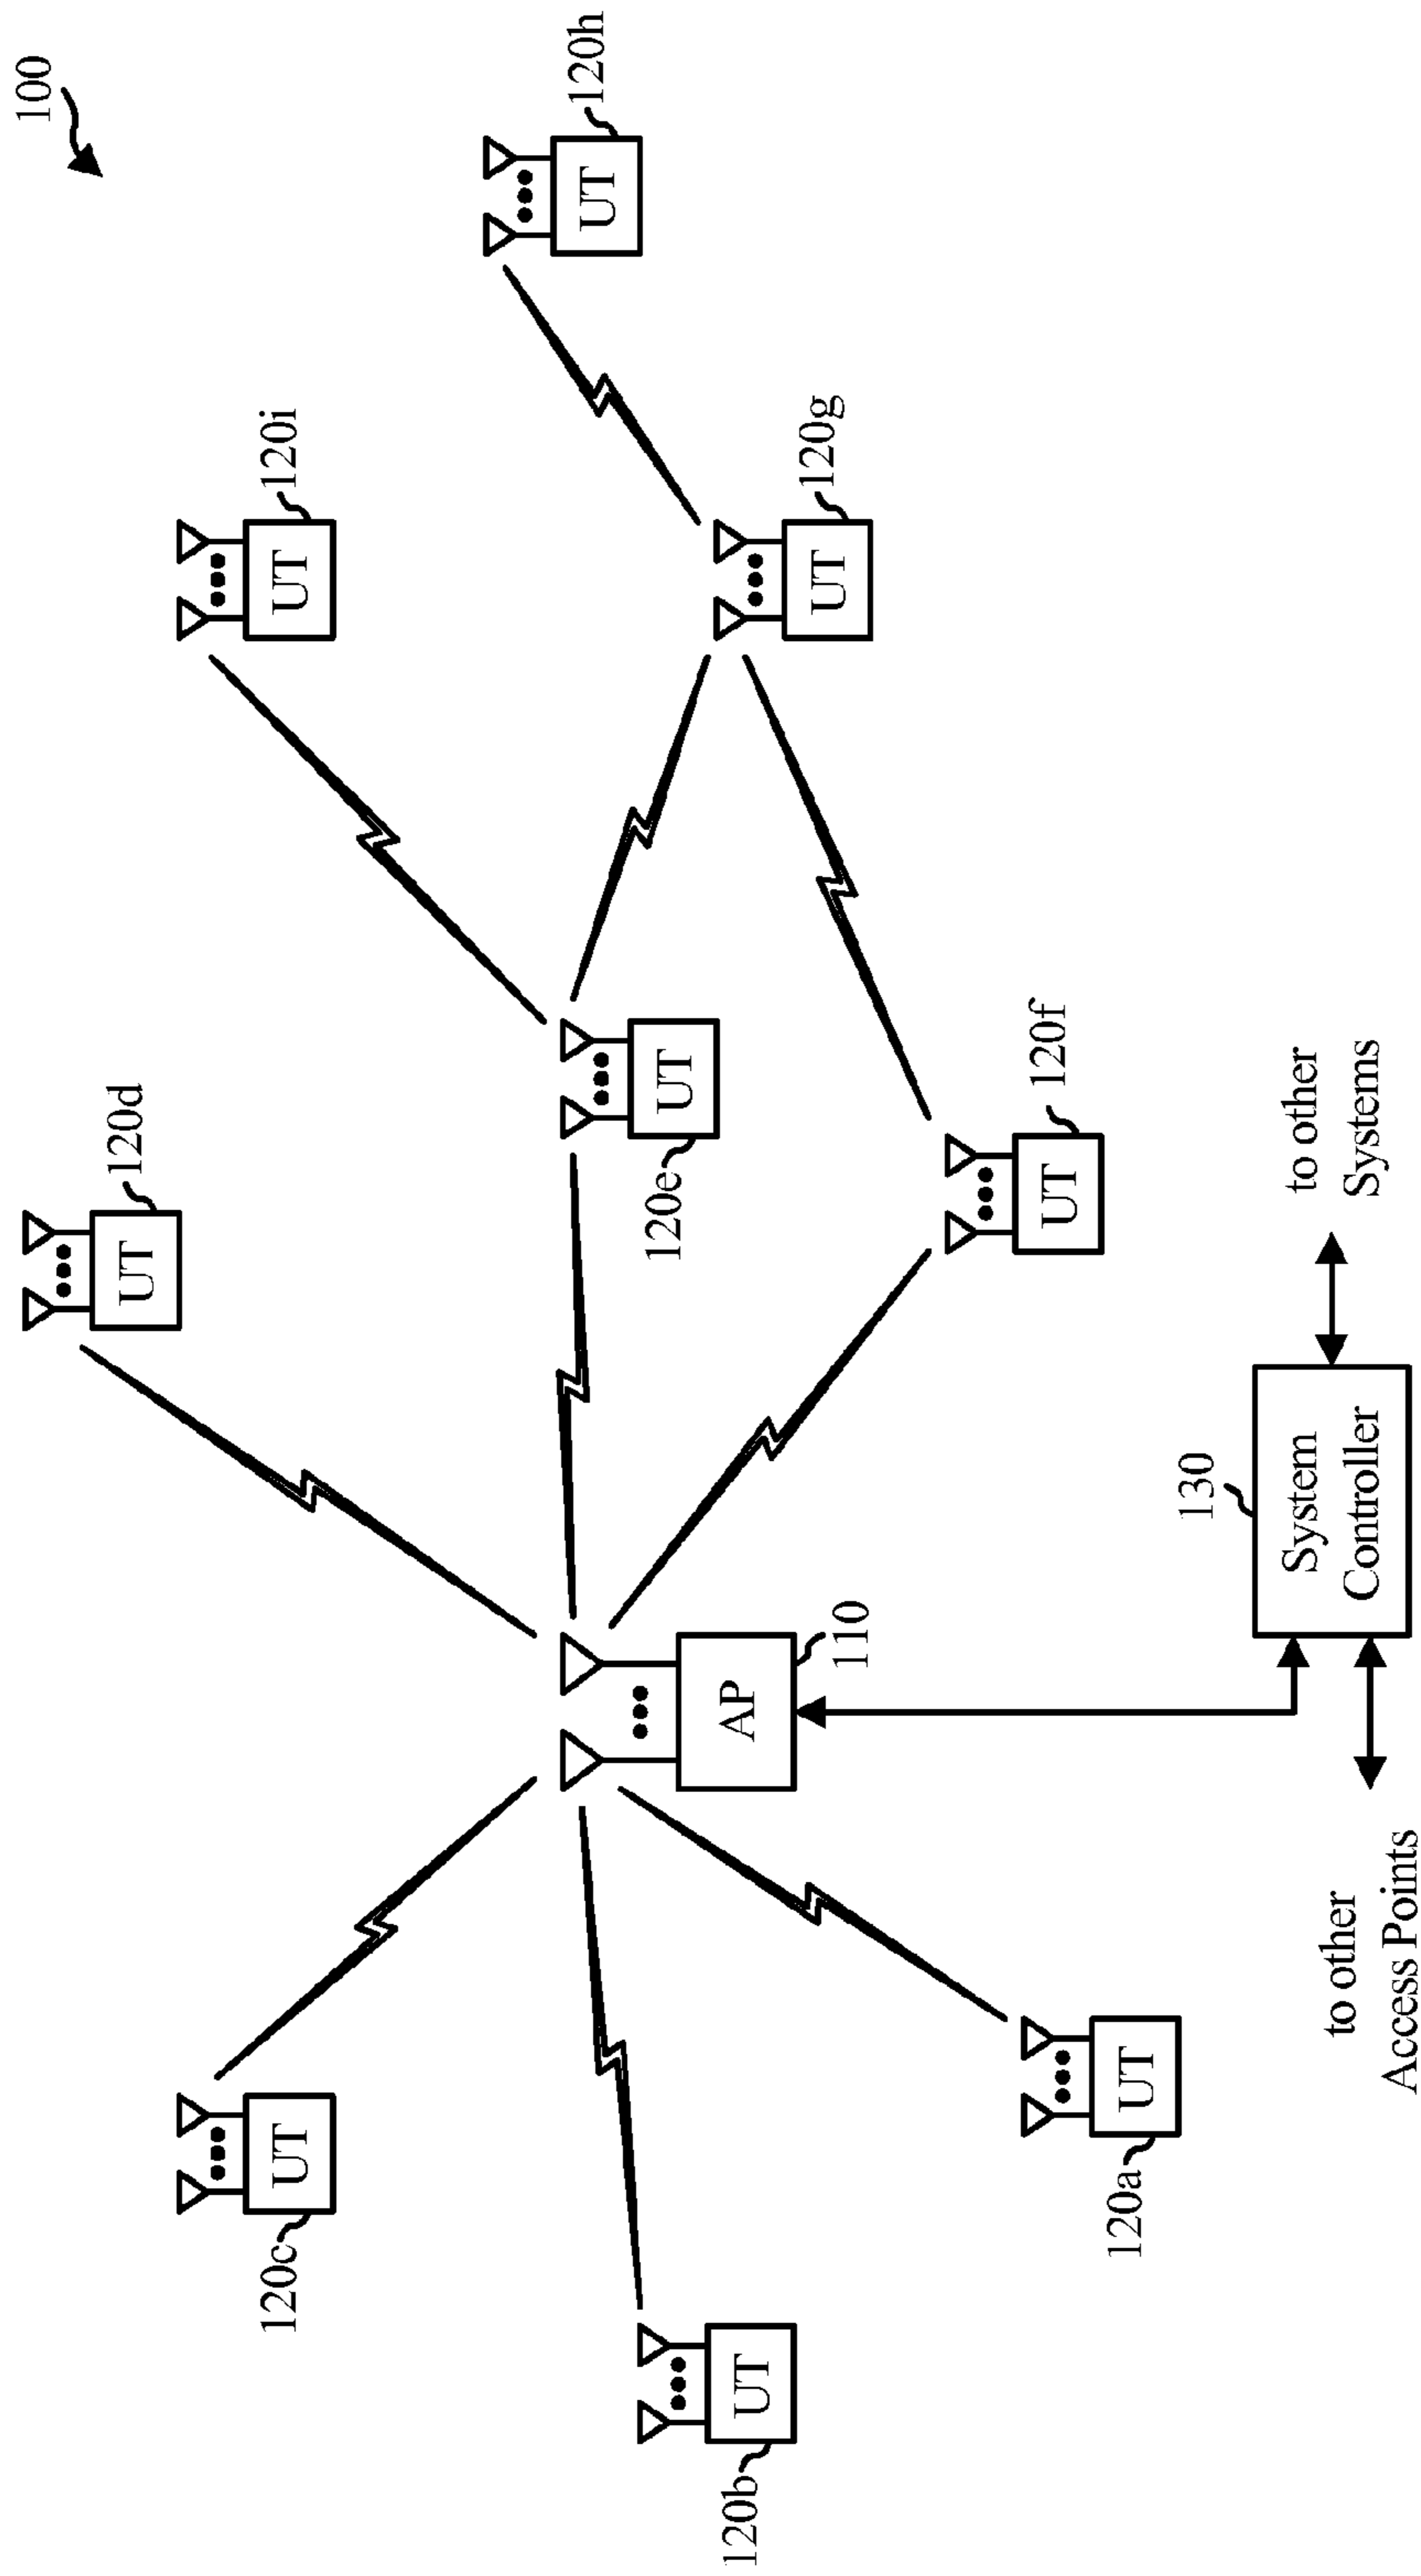 100
120d
UT
120i
UT
120c
UT
120h
UT
120e
UT
AP
110
120b
UT
120g
UT
120f
UT
120a
UT
130
System
Controller
to other
Systems
to other
Access Points